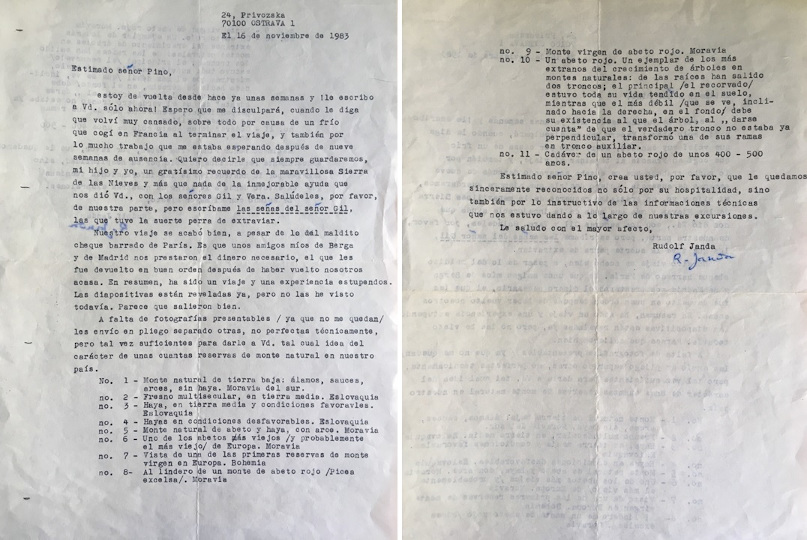 24, Privozska
70100 OSTRAVA 1
El 16 de noviembre de 1983
Estimado señor Pino,
estoy de vuelta desde hace ya unas semanas y ¡le escribo
a Vd. sólo ahora! Espero que me disculpará, cuando le diga
que volví muy cansado, sobre todo por causa de un frío
que cogí en Francia al terminar el viaje, y también por
lo mucho trabajo que me estaba esperando después de nueve
semanas de ausencia. Quiero decirle que siempre guardaremos,
mi hijo y yo, un gratísimo recuerdo de la maravillosa Sierra
de las Nieves y más que nada de la inmejorable ayuda que
nos dió Vd., con los señores Gil y Vera. Salúdeles, por favor,
de nuestra parte, pero escríbame las señas del señor Gil,
las que tuve la suerte perra de extraviar.
Nuestro viaje se acabó bien, a pesar de la del maldito
cheque barrado de París. Es que unos amigos míos de Berga
y de Madrid nos prestaron el dinero necesario, el que les
fue devuelto en buen orden después de haber vuelto nosotros
acasa. En resumen, ha sido un viaje y una experiencia estupendos.
Las diapositivas están reveladas ya, pero no las he visto
todavía. Parece que salieron bien.
A falta de fotografías presentables / ya que no me quedan/
les envío en pliego separado otras, no perfectas técnicamente,
pero tal vez suficientes para darle a Vd. tal cual idea del
carácter de unas cuantas reservas de monte natural en nuestro
país.
No. 1 - Monte natural de tierra baja: álamos, sauces,
arces, sin haya. Moravia del sur.
no. 2 - Fresno multisecular, en tierra media. Eslovaquia
no. 3 - Haya, en tierra media y condiciones favorables.
Eslovaquia
no. 4 - Hayas en condiciones desfavorables. Eslovaquia
no. 5 - Monte natural de abeto y haya, con arce. Moravia
no. 6 - Uno de los abetos más viejos /y probablemente
el más viejo/ de Europa. Moravia
no. 7 - Vista de una de las primeras reservas de monte
virgen en Europa. Bohemia
no. 8- Al lindero de un monte de abeto rojo /Picea
excelsa/. Moravia
no. 9 - Monte virgen de abeto rojo. Moravia
no. 10 - Un abeto rojo. Un ejemplar de los más
extranos del crecimiento de árboles en
montes naturales: de las raíces han salido
dos troncos; el principal /el recorvado/
estuvo toda su vida tendido en el suelo,
mientras que el más débil /que se ve, incli-
nado hacia la derecha, en el fondo/ debe
su existencia al que el árbol, al ,,darse
cuenta" de que el verdadero tronco no estaba ya
perpendicular, transformó una de sus ramas
en tronco auxiliar.
no. 11 - Cadáver de un abeto rojo de unos 400 - 500
anos.
Estimado señor Pino, crea usted, por favor, que le quedamos
sinceramente reconocidos no sólo por su hospitalidad, sino
también por lo instructivo de las informaciones técnicas
que nos estuvo dando a lo largo de nuestras excursiones.
Le saludo con el mayor afecto,
Rudolf Janda
R. Janda